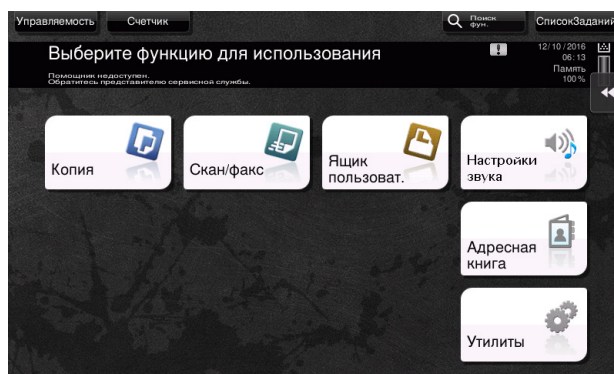 Управляемость
Счетчик
Поиск
фун.
СписокЗаданий
Выберите функцию для использования
12/10/2016
06:13
Память
100%
Помощник недоступен.
Обратитесь представителю сервисной службы.
Копия
Скан/факс
Ящик
пользоват.
Настройки
звука
Адресная
книга
Утилиты